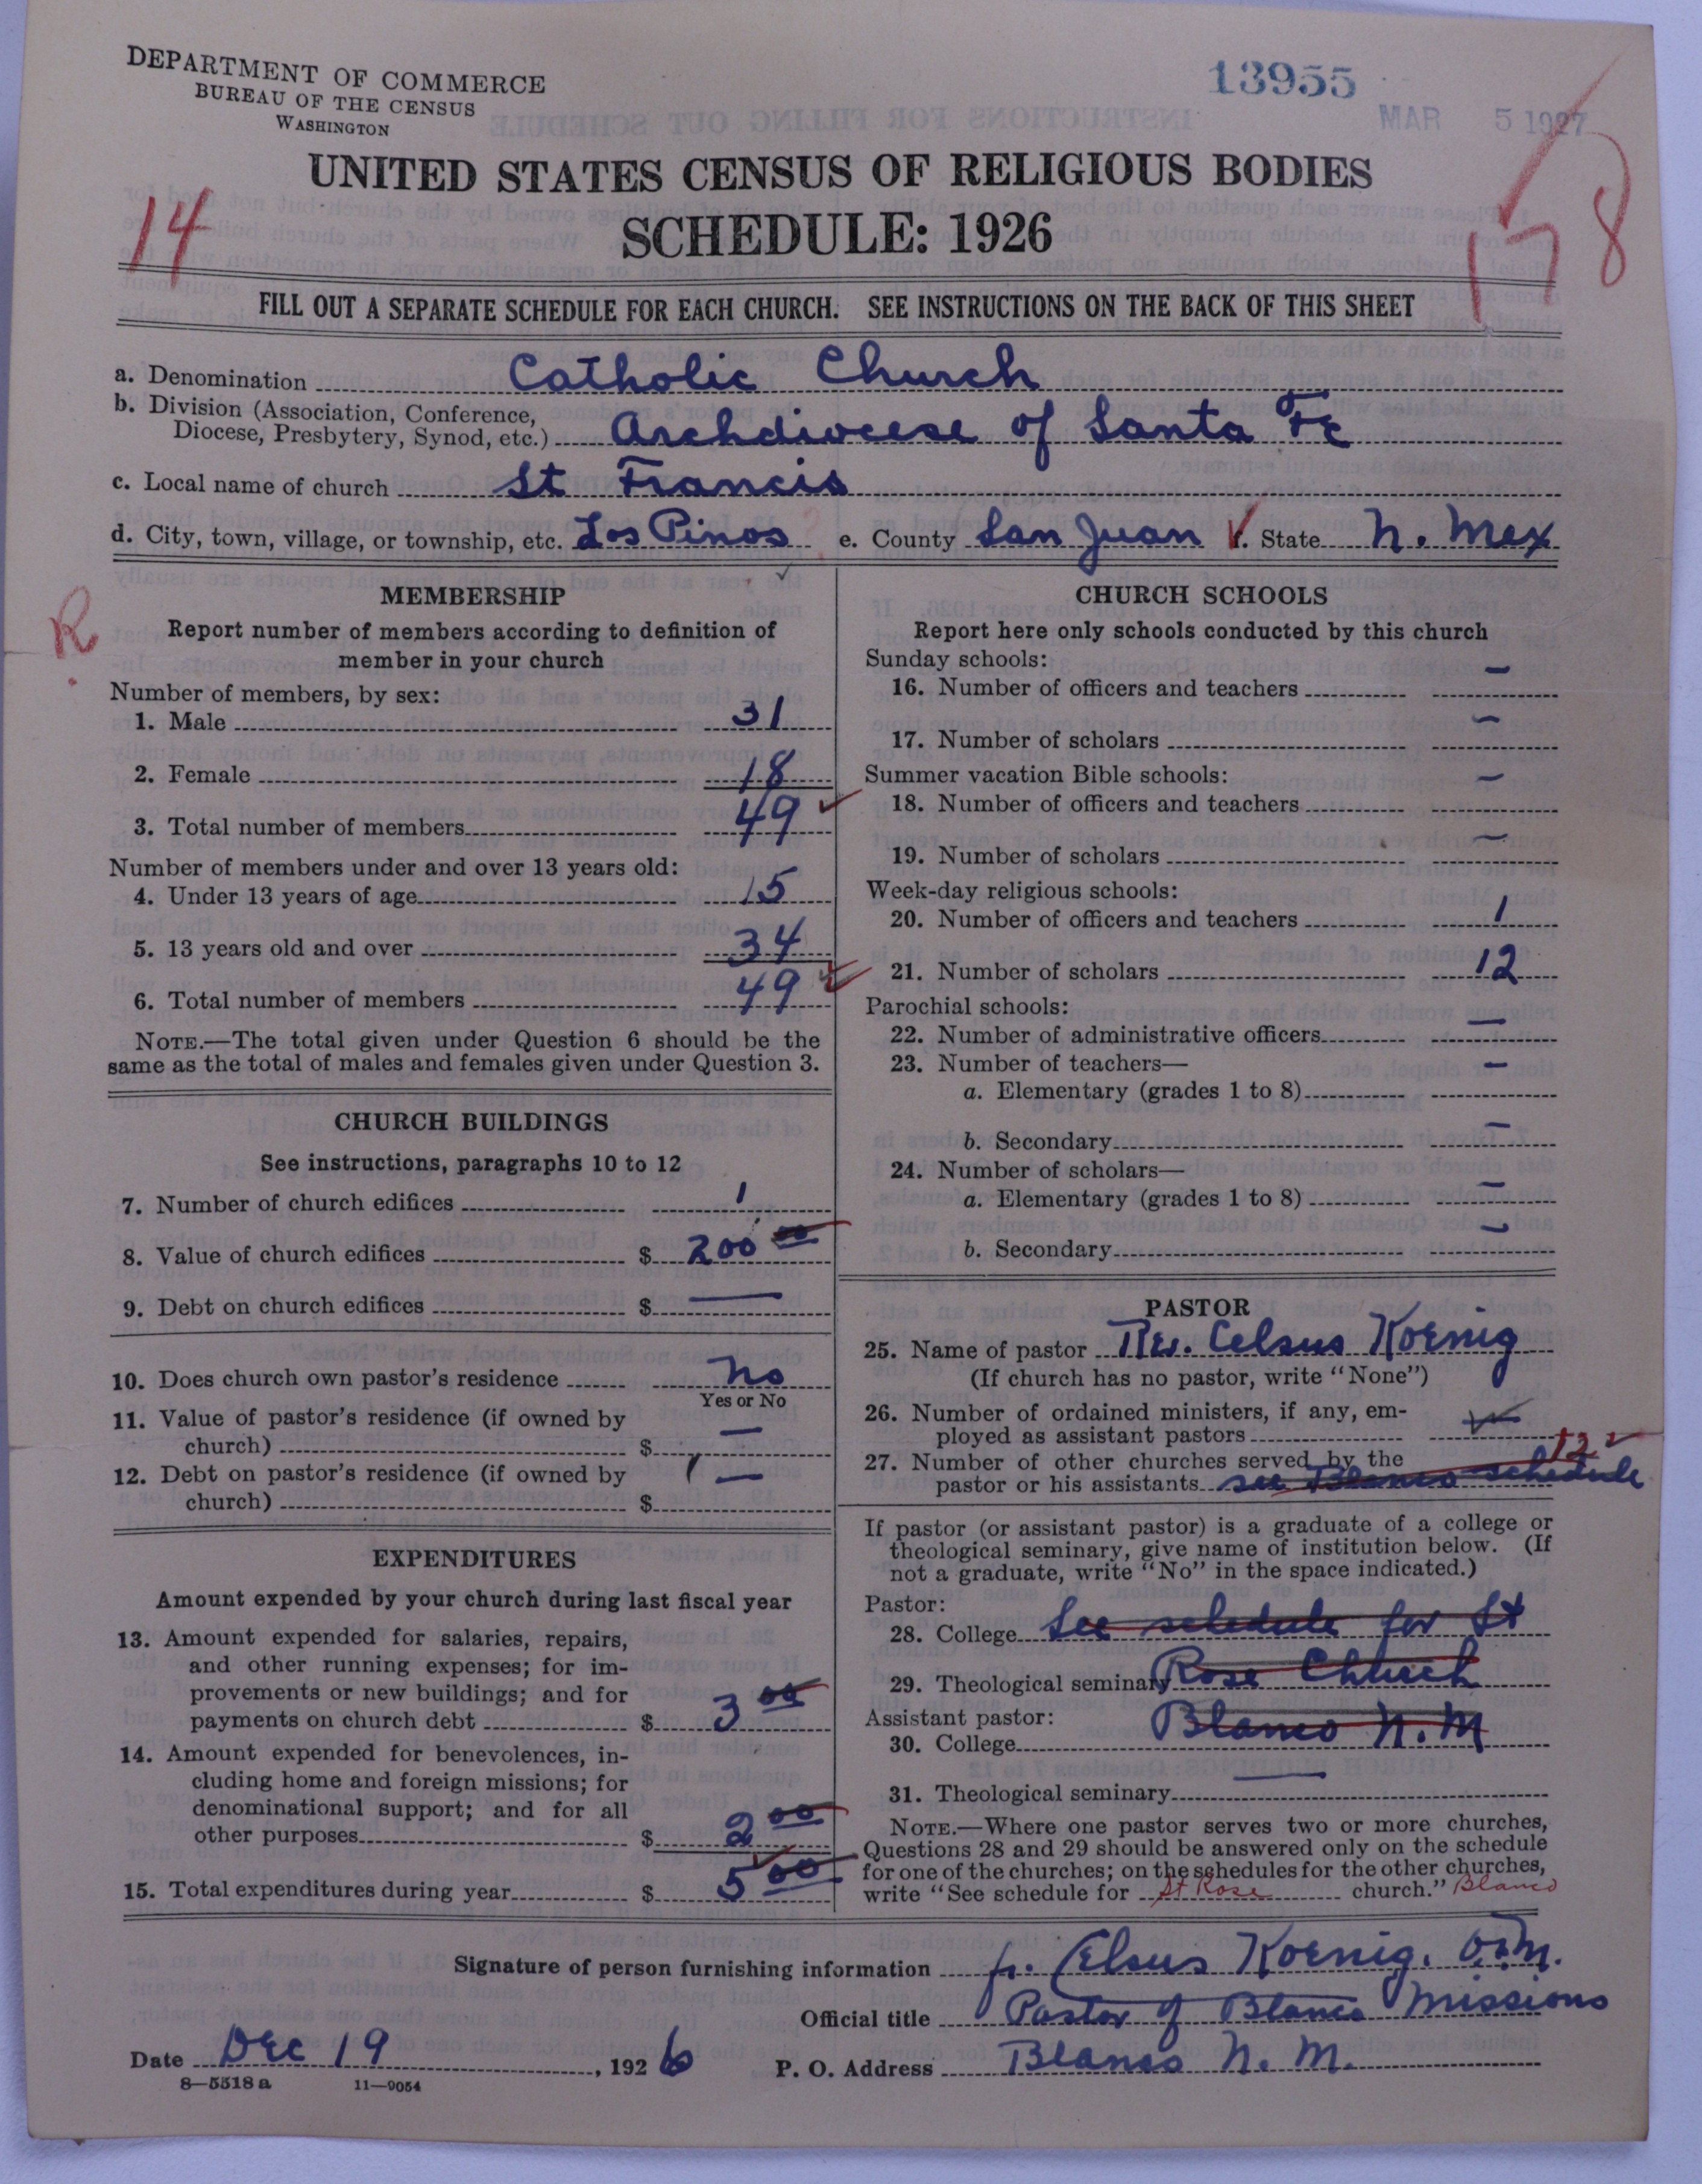 DEPARTMENT OF COMMERCE
BUREAU OF THE CENSUS
WASHINGTON
13955
MAR 5 1927
UNITED STATES CENSUS OF RELIGIOUS BODIES
SCHEDULE: 1926
14
FILL OUT A SEPARATE SCHEDULE FOR EACH CHURCH. SEE INSTRUCTIONS ON THE BACK OF THIS SHEET
a. Denomination Catholic Church
b. Division (Association, Conference,
Diocese, Presbytery, Synod, etc.) Archdiocese of Santa Fe
c. Local name of church St Francis
d. City, town, village, or township, etc. Los Pinos e. County San Juan State N. Mex
R
MEMBERSHIP
Report number of members according to definition of
member in your church
Number of members, by sex:
1. Male 31
2. Female 18
3. Total number of members 49
Number of members under and over 13 years old:
4. Under 13 years of age 15
5. 13 years old and over 34
6. Total number of members 49
NOTE.—The total given under Question 6 should be the
same as the total of males and females given under Question 3.
CHURCH BUILDINGS
See instructions, paragraphs 10 to 12
7. Number of church edifices 1
8. Value of church edifices $ 200 00
9. Debt on church edifices $ —
10. Does church own pastor's residence No
Yes or No
11. Value of pastor's residence (if owned by
church) $ —
12. Debt on pastor's residence (if owned by
church) $ —
EXPENDITURES
Amount expended by your church during last fiscal year
13. Amount expended for salaries, repairs,
and other running expenses; for im-
provements or new buildings; and for
payments on church debt $ 3 00
14. Amount expended for benevolences, in-
cluding home and foreign missions; for
denominational support; and for all
other purposes $ 2 00
15. Total expenditures during year $ 5 00
CHURCH SCHOOLS
Report here only schools conducted by this church
Sunday schools:
16. Number of officers and teachers —
17. Number of scholars —
Summer vacation Bible schools:
18. Number of officers and teachers —
19. Number of scholars —
Week-day religious schools:
20. Number of officers and teachers 1
21. Number of scholars 12
Parochial schools:
22. Number of administrative officers —
23. Number of teachers—
a. Elementary (grades 1 to 8) —
b. Secondary —
24. Number of scholars—
a. Elementary (grades 1 to 8) —
b. Secondary —
PASTOR
25. Name of pastor Rev. Celsus Koenig
(If church has no pastor, write "None")
26. Number of ordained ministers, if any, em-
ployed as assistant pastors —
27. Number of other churches served by the 12
pastor or his assistants see Blanco schedule
If pastor (or assistant pastor) is a graduate of a college or
theological seminary, give name of institution below. (If
not a graduate, write "No" in the space indicated.)
Pastor:
28. College See schedule for St
29. Theological seminary Rose Church
Assistant pastor: Blanco N. M
30. College
31. Theological seminary —
NOTE.—Where one pastor serves two or more churches,
Questions 28 and 29 should be answered only on the schedule
for one of the churches; on the schedules for the other churches,
write "See schedule for St Rose church." Blanco
Signature of person furnishing information fr. Celsus Koenig. O.F.M.
Official title Pastor of Blanco Missions
Date Dec 19, 1926 P. O. Address Blanco N. M.
8—5518 a 11—9054